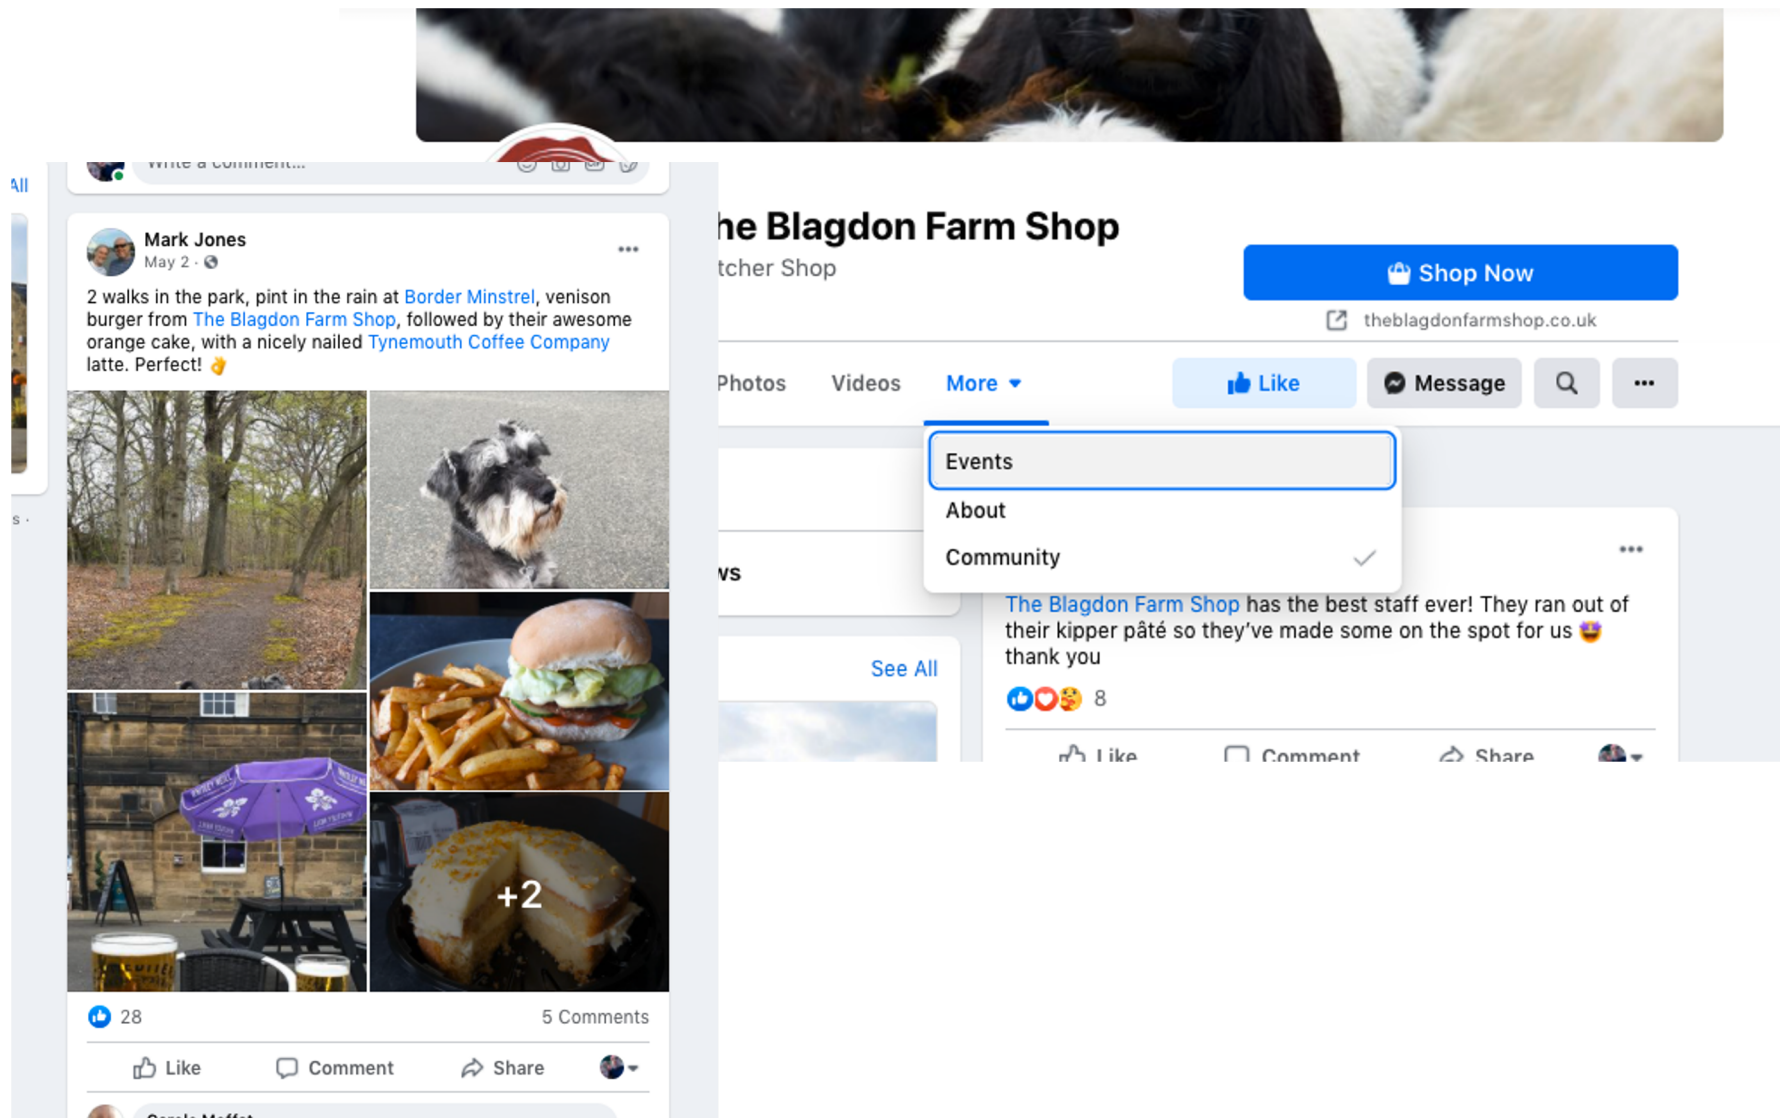 All
s ·
Write a comment...
GIF
Mark Jones
May 2 ·
2 walks in the park, pint in the rain at Border Minstrel, venison
burger from The Blagdon Farm Shop, followed by their awesome
orange cake, with a nicely nailed Tynemouth Coffee Company
latte. Perfect! 👌
+2
28
5 Comments
Like
Comment
Share
he Blagdon Farm Shop
tcher Shop
Shop Now
theblagdonfarmshop.co.uk
Photos
Videos
More
Like
Message
Events
About
Community
ws
See All
The Blagdon Farm Shop has the best staff ever! They ran out of
their kipper pâté so they've made some on the spot for us 🤩
thank you
8
Like
Comment
Share